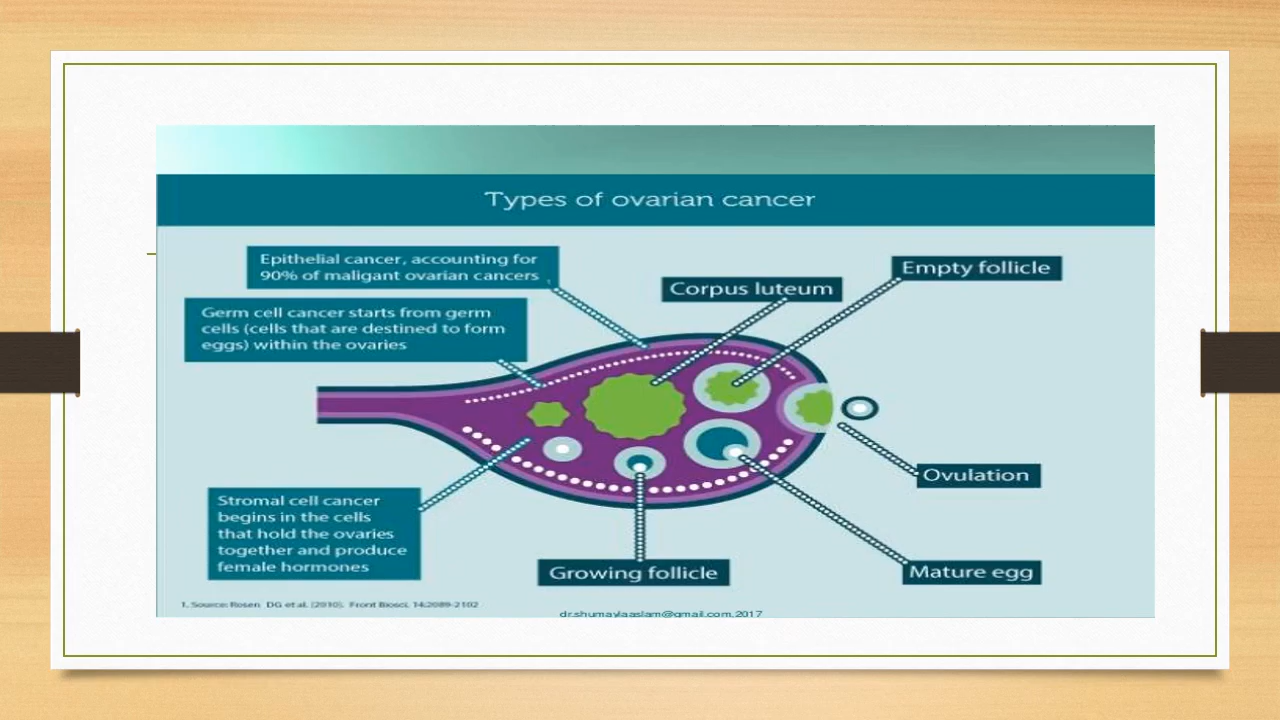 Types of ovarian cancer
Epithelial cancer, accounting for
90% of maligant ovarian cancers
Germ cell cancer starts from germ
cells (cells that are destined to form
eggs) within the ovaries
Corpus luteum
Empty follicle
Ovulation
Stromal cell cancer
begins in the cells
that hold the ovaries
together and produce
female hormones
Growing follicle
Mature egg
1. Source: Rosen DG et al. (2010). Front Biosci, 14:2089-2102
dr.shumaylaaslam@gmail.com.2017